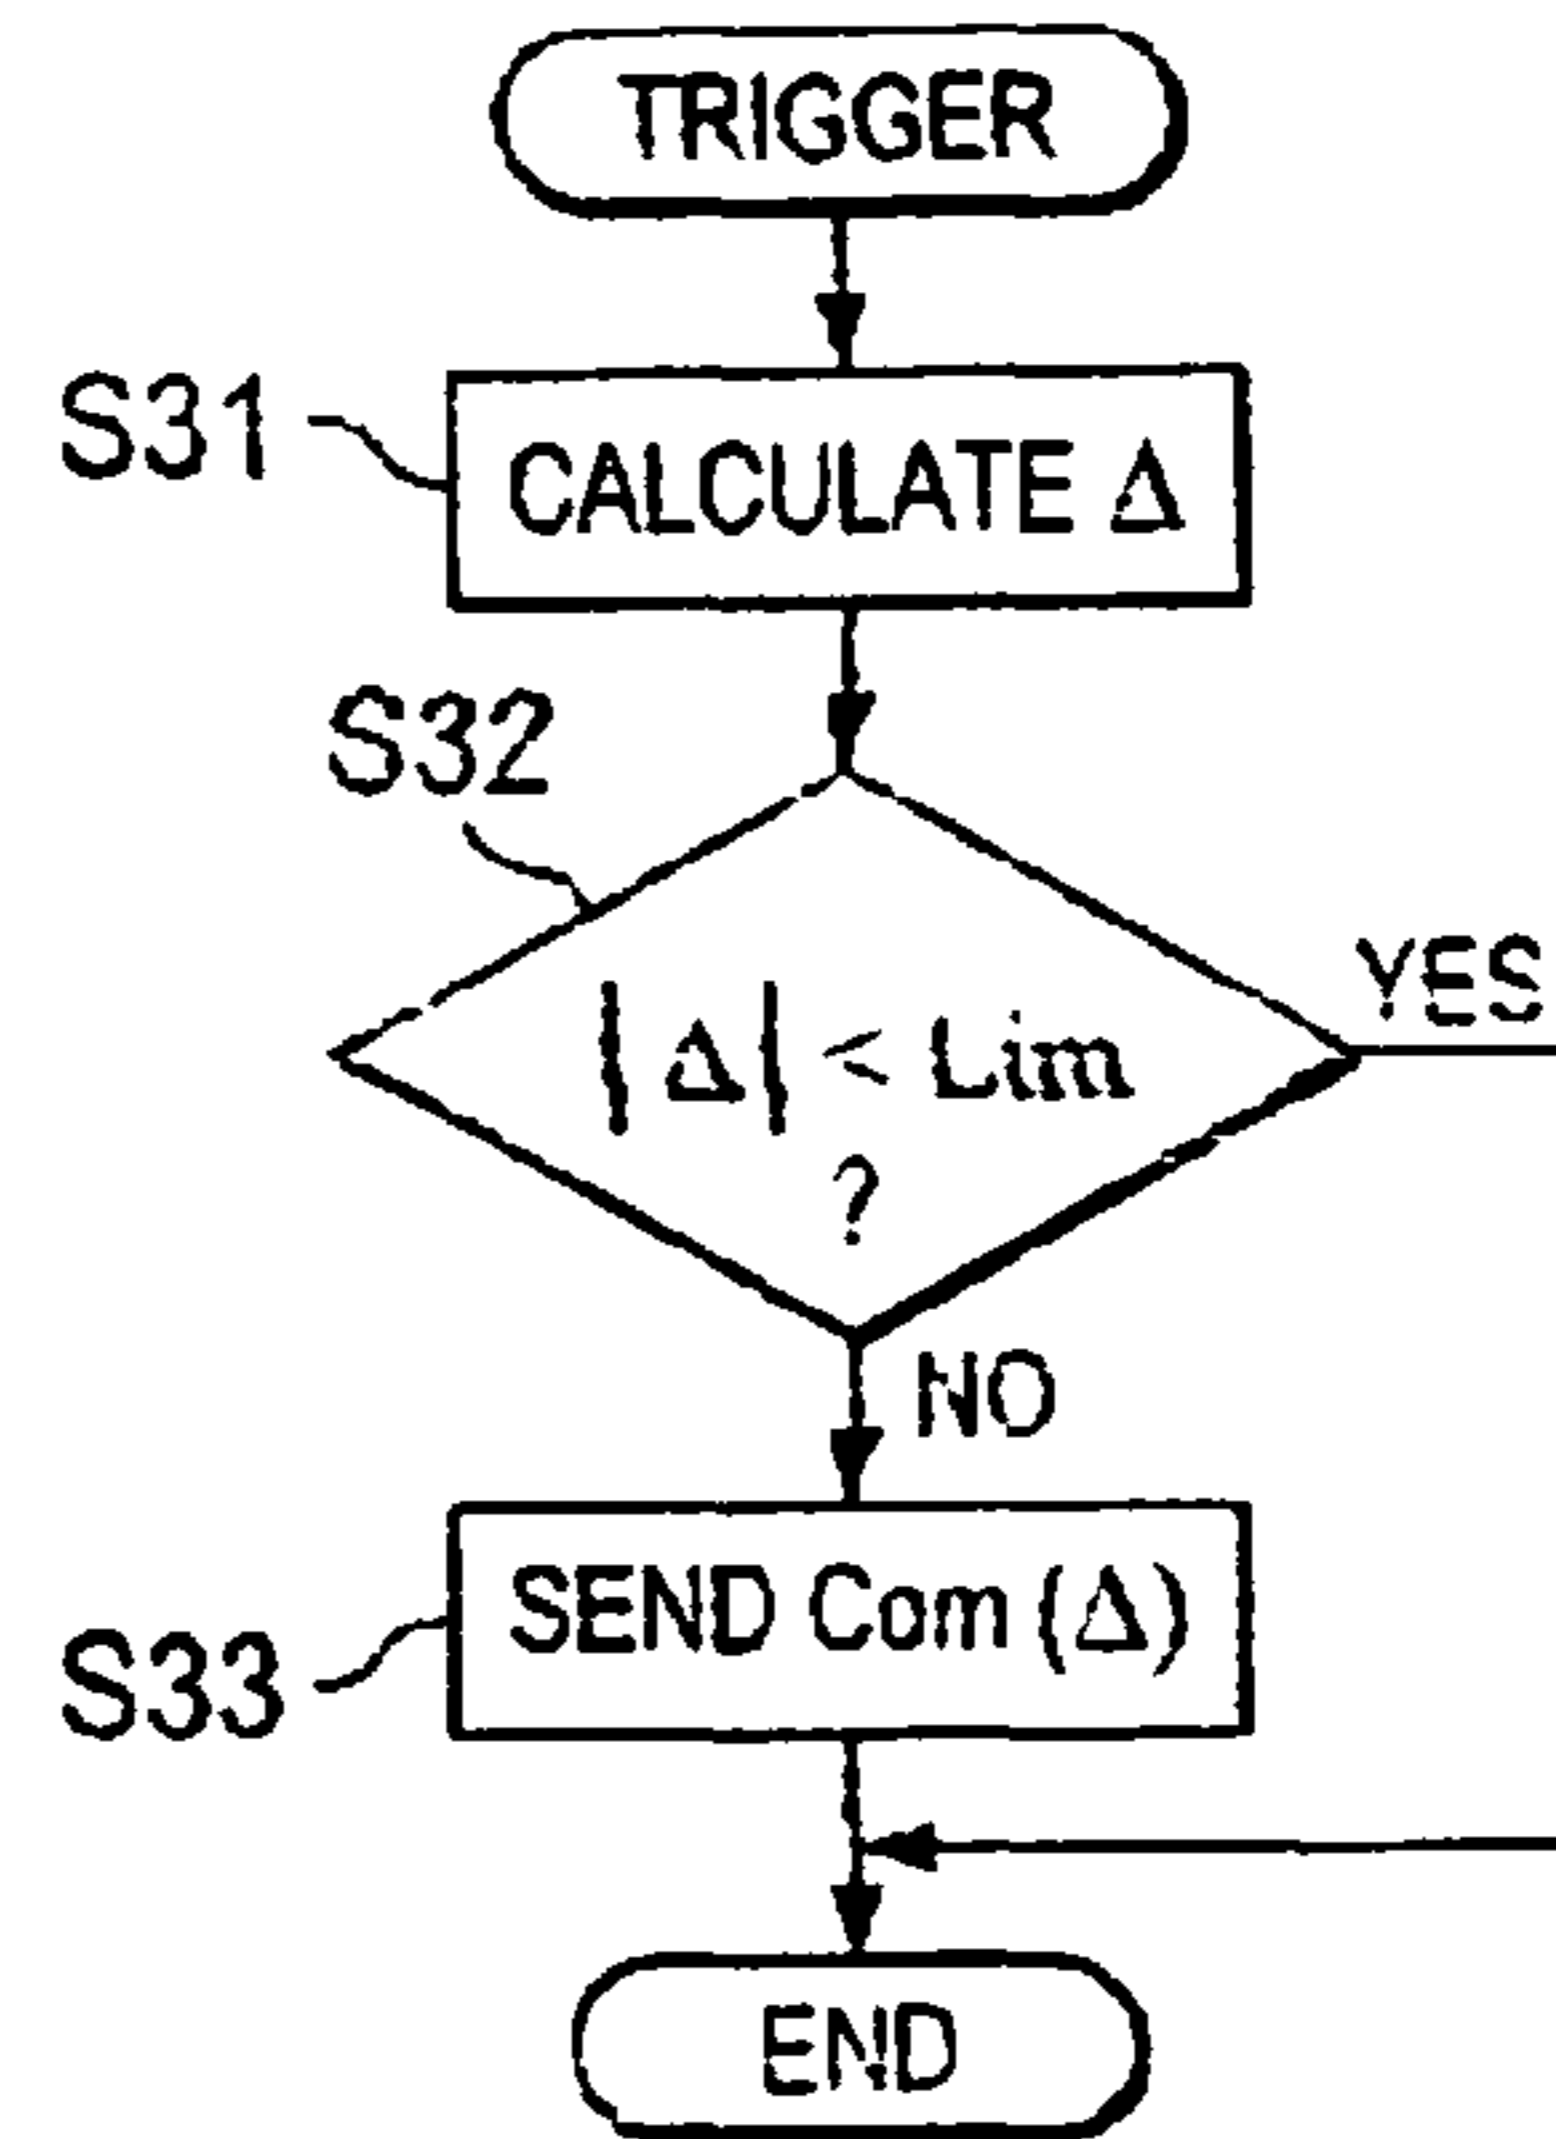 TRIGGER
S31
CALCULATE Δ
S32
|Δ| < Lim
?
YES
NO
SEND Com (Δ)
S33
END